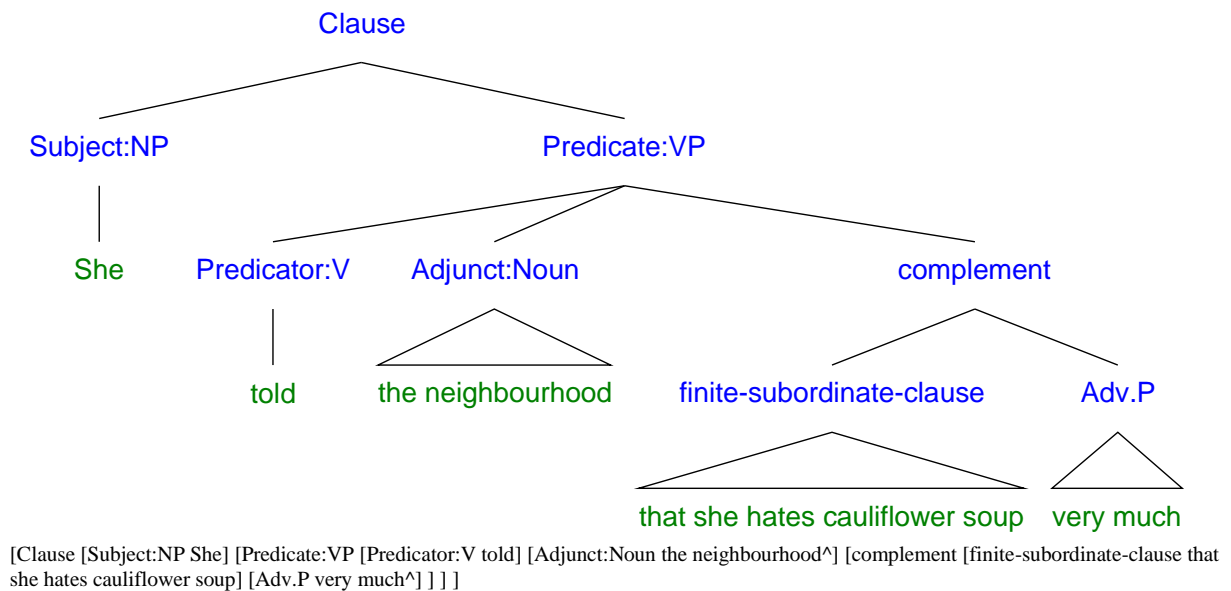 Clause
Subject:NP Predicate:VP
She Predicator:V Adjunct:Noun complement
told the neighbourhood finite-subordinate-clause Adv.P
that she hates cauliflower soup very much
[Clause [Subject:NP She] [Predicate:VP [Predicator:V told] [Adjunct:Noun the neighbourhood^] [complement [finite-subordinate-clause that
she hates cauliflower soup] [Adv.P very much^] ] ] ]